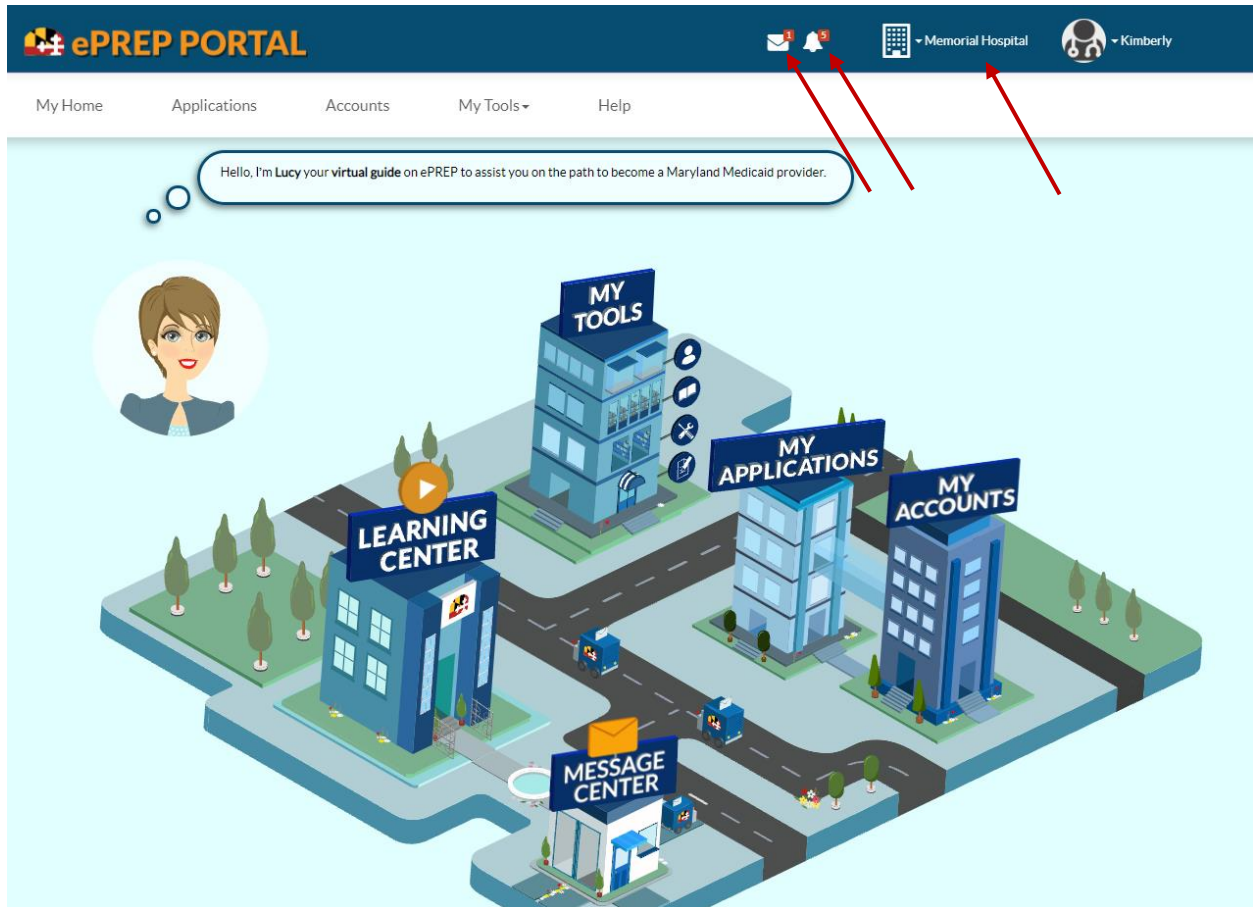 ePREP PORTAL
1
5
Memorial Hospital
Kimberly
My Home
Applications
Accounts
My Tools
Help
Hello, I'm Lucy your virtual guide on ePREP to assist you on the path to become a Maryland Medicaid provider.
MY
TOOLS
MY
APPLICATIONS
MY
ACCOUNTS
LEARNING
CENTER
MESSAGE
CENTER